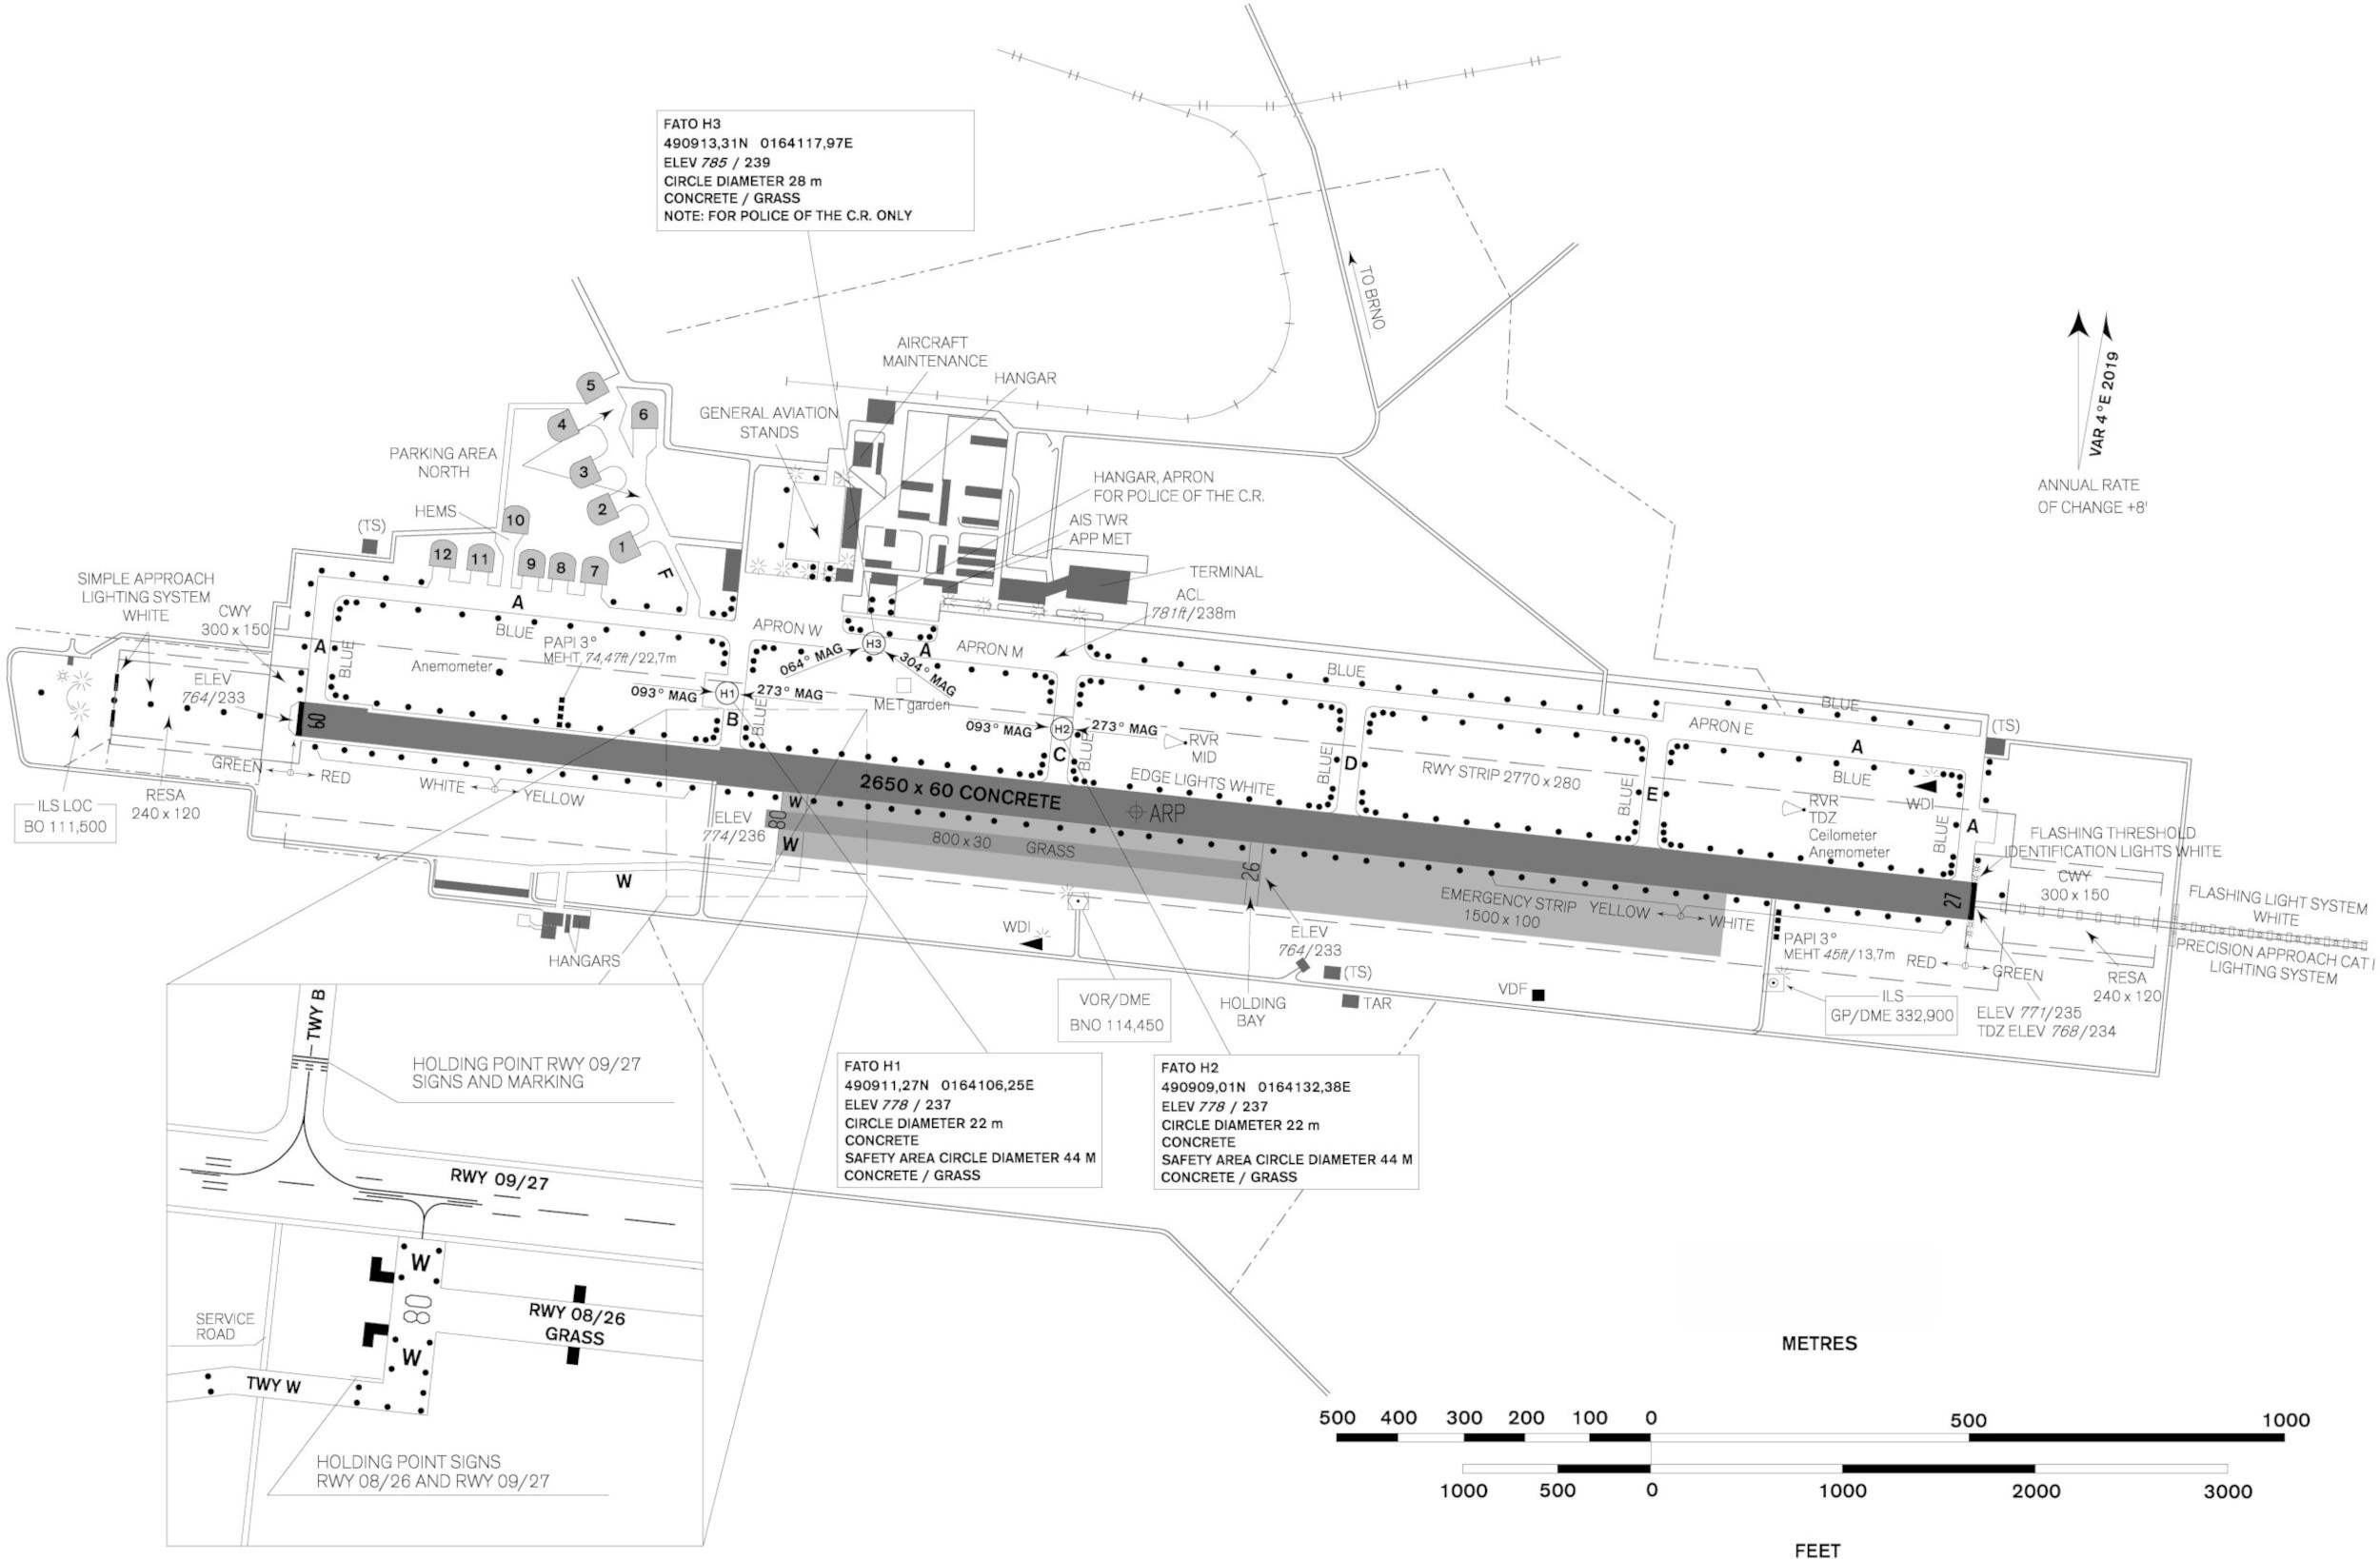 FATO H3
490913,31N 0164117,97E
ELEV 785 / 239
CIRCLE DIAMETER 28 m
CONCRETE / GRASS
NOTE: FOR POLICE OF THE C.R. ONLY
TO BRNO
VAR 4°E 2019
ANNUAL RATE
OF CHANGE +8'
AIRCRAFT
MAINTENANCE
HANGAR
GENERAL AVIATION
STANDS
5
6
4
3
2
1
PARKING AREA
NORTH
HEMS
10
12
11
9
8
7
F
(TS)
HANGAR, APRON
FOR POLICE OF THE C.R.
AIS TWR
APP MET
TERMINAL
ACL
781ft/238m
SIMPLE APPROACH
LIGHTING SYSTEM
WHITE
CWY
300 x 150
A
BLUE
A
BLUE
PAPI 3°
MEHT 74,47ft/22,7m
Anemometer
APRON W
H3
A
APRON M
064° MAG
304° MAG
MET garden
093° MAG
H1
273° MAG
B
BLUE
093° MAG
H2
273° MAG
C
BLUE
RVR
MID
BLUE
APRON E
BLUE
A
(TS)
ELEV
764/233
09
GREEN
RED
WHITE
YELLOW
ILS LOC
BO 111,500
RESA
240 x 120
2650 x 60 CONCRETE
EDGE LIGHTS WHITE
ARP
BLUE
D
RWY STRIP 2770 x 280
BLUE
E
BLUE
WDI
RVR
TDZ
Ceilometer
Anemometer
BLUE
A
FLASHING THRESHOLD
IDENTIFICATION LIGHTS WHITE
CWY
300 x 150
27
FLASHING LIGHT SYSTEM
WHITE
PRECISION APPROACH CAT I
LIGHTING SYSTEM
ELEV
774/236
W
08
W
800 x 30
GRASS
26
W
HANGARS
WDI
VOR/DME
BNO 114,450
HOLDING
BAY
ELEV
764/233
(TS)
TAR
EMERGENCY STRIP
1500 x 100
YELLOW
WHITE
VDF
PAPI 3°
MEHT 45ft/13,7m
RED
GREEN
ILS
GP/DME 332,900
ELEV 771/235
TDZ ELEV 768/234
RESA
240 x 120
TWY B
HOLDING POINT RWY 09/27
SIGNS AND MARKING
RWY 09/27
W
08
W
RWY 08/26
GRASS
SERVICE
ROAD
TWY W
HOLDING POINT SIGNS
RWY 08/26 AND RWY 09/27
FATO H1
490911,27N 0164106,25E
ELEV 778 / 237
CIRCLE DIAMETER 22 m
CONCRETE
SAFETY AREA CIRCLE DIAMETER 44 M
CONCRETE / GRASS
FATO H2
490909,01N 0164132,38E
ELEV 778 / 237
CIRCLE DIAMETER 22 m
CONCRETE
SAFETY AREA CIRCLE DIAMETER 44 M
CONCRETE / GRASS
METRES
500 400 300 200 100 0 500 1000
1000 500 0 1000 2000 3000
FEET